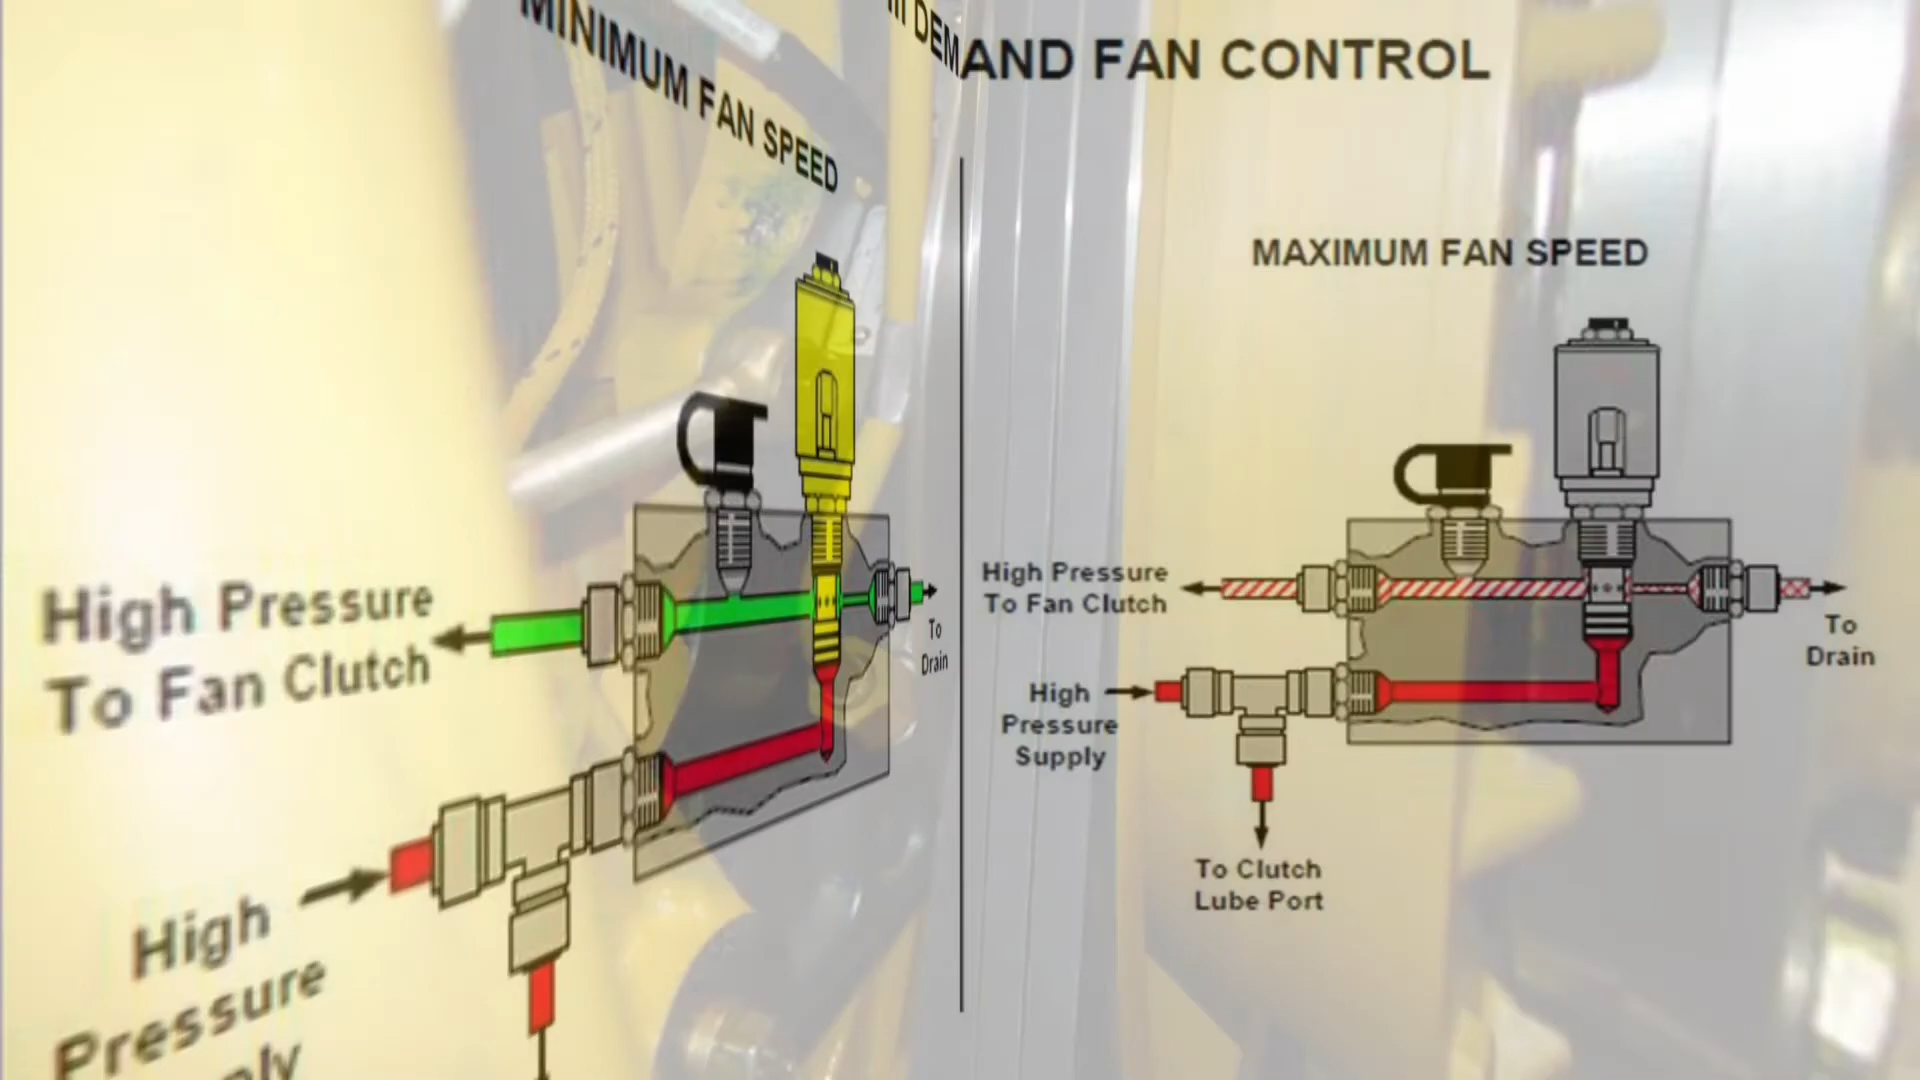 DEMAND FAN CONTROL
MINIMUM FAN SPEED
High Pressure
To Fan Clutch
To
Drain
High
Pressure
MAXIMUM FAN SPEED
High Pressure
To Fan Clutch
To
Drain
High
Pressure
Supply
To Clutch
Lube Port